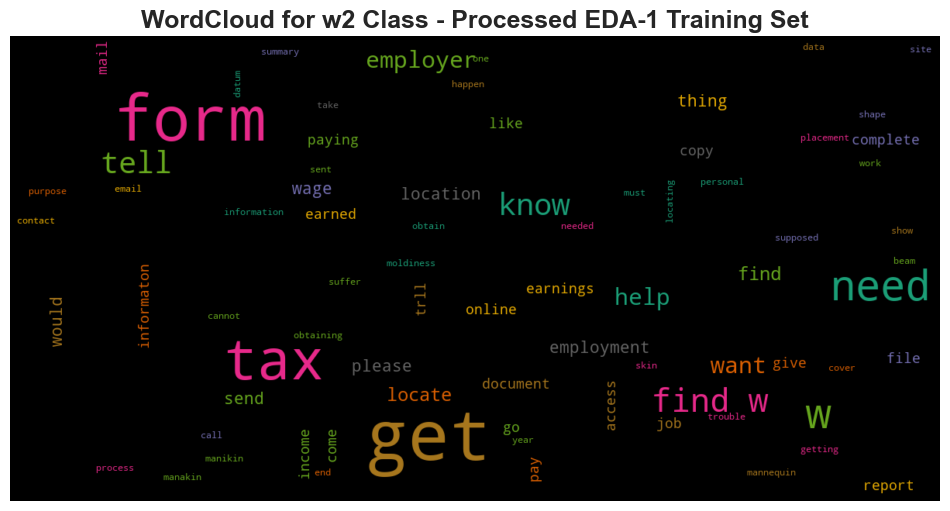 WordCloud for w2 Class - Processed EDA-1 Training Set
mail
summary
employer
one
data
site
datum
happen
form
take
thing
shape
paying
like
placement
complete
tell
copy
work
sent
purpose
email
wage
location
know
must
locating
personal
contact
information
earned
obtain
needed
supposed
show
moldiness
beam
suffer
find
need
would
informaton
trll
online
earnings
help
cannot
obtaining
tax
please
employment
file
skin
want
give
cover
send
locate
document
access
find w
trouble
w
job
get
go
year
call
income
come
getting
manikin
process
manakin
end
pay
mannequin
report